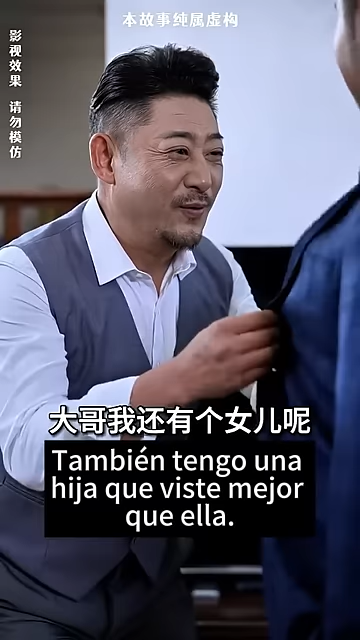 本故事纯属虚构
影视效果 请勿模仿
大哥我还有个女儿呢
También tengo una
hija que viste mejor
que ella.